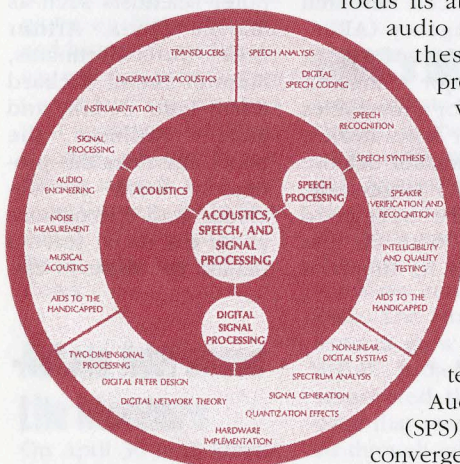 focus its at
audio
thes
pro
TRANSDUCERS
UNDERWATER ACOUSTICS
INSTRUMENTATION
SIGNAL
PROCESSING
AUDIO
ENGINEERING
NOISE
MEASUREMENT
MUSICAL
ACOUSTICS
AIDS TO THE
HANDICAPPED
SPEECH ANALYSIS
DIGITAL
SPEECH CODING
SPEECH
RECOGNITION
SPEECH SYNTHESIS
SPEAKER
VERIFICATION AND
RECOGNITION
INTELLIGIBILITY
AND QUALITY
TESTING
AIDS TO THE
HANDICAPPED
ACOUSTICS
SPEECH
PROCESSING
ACOUSTICS,
SPEECH, AND
SIGNAL
PROCESSING
DIGITAL
SIGNAL
PROCESSING
TWO-DIMENSIONAL
PROCESSING
DIGITAL FILTER DESIGN
DIGITAL NETWORK THEORY
HARDWARE
IMPLEMENTATION
NON-LINEAR
DIGITAL SYSTEMS
SPECTRUM ANALYSIS
SIGNAL GENERATION
QUANTIZATION EFFECTS
te
Aud
(SPS)
converge